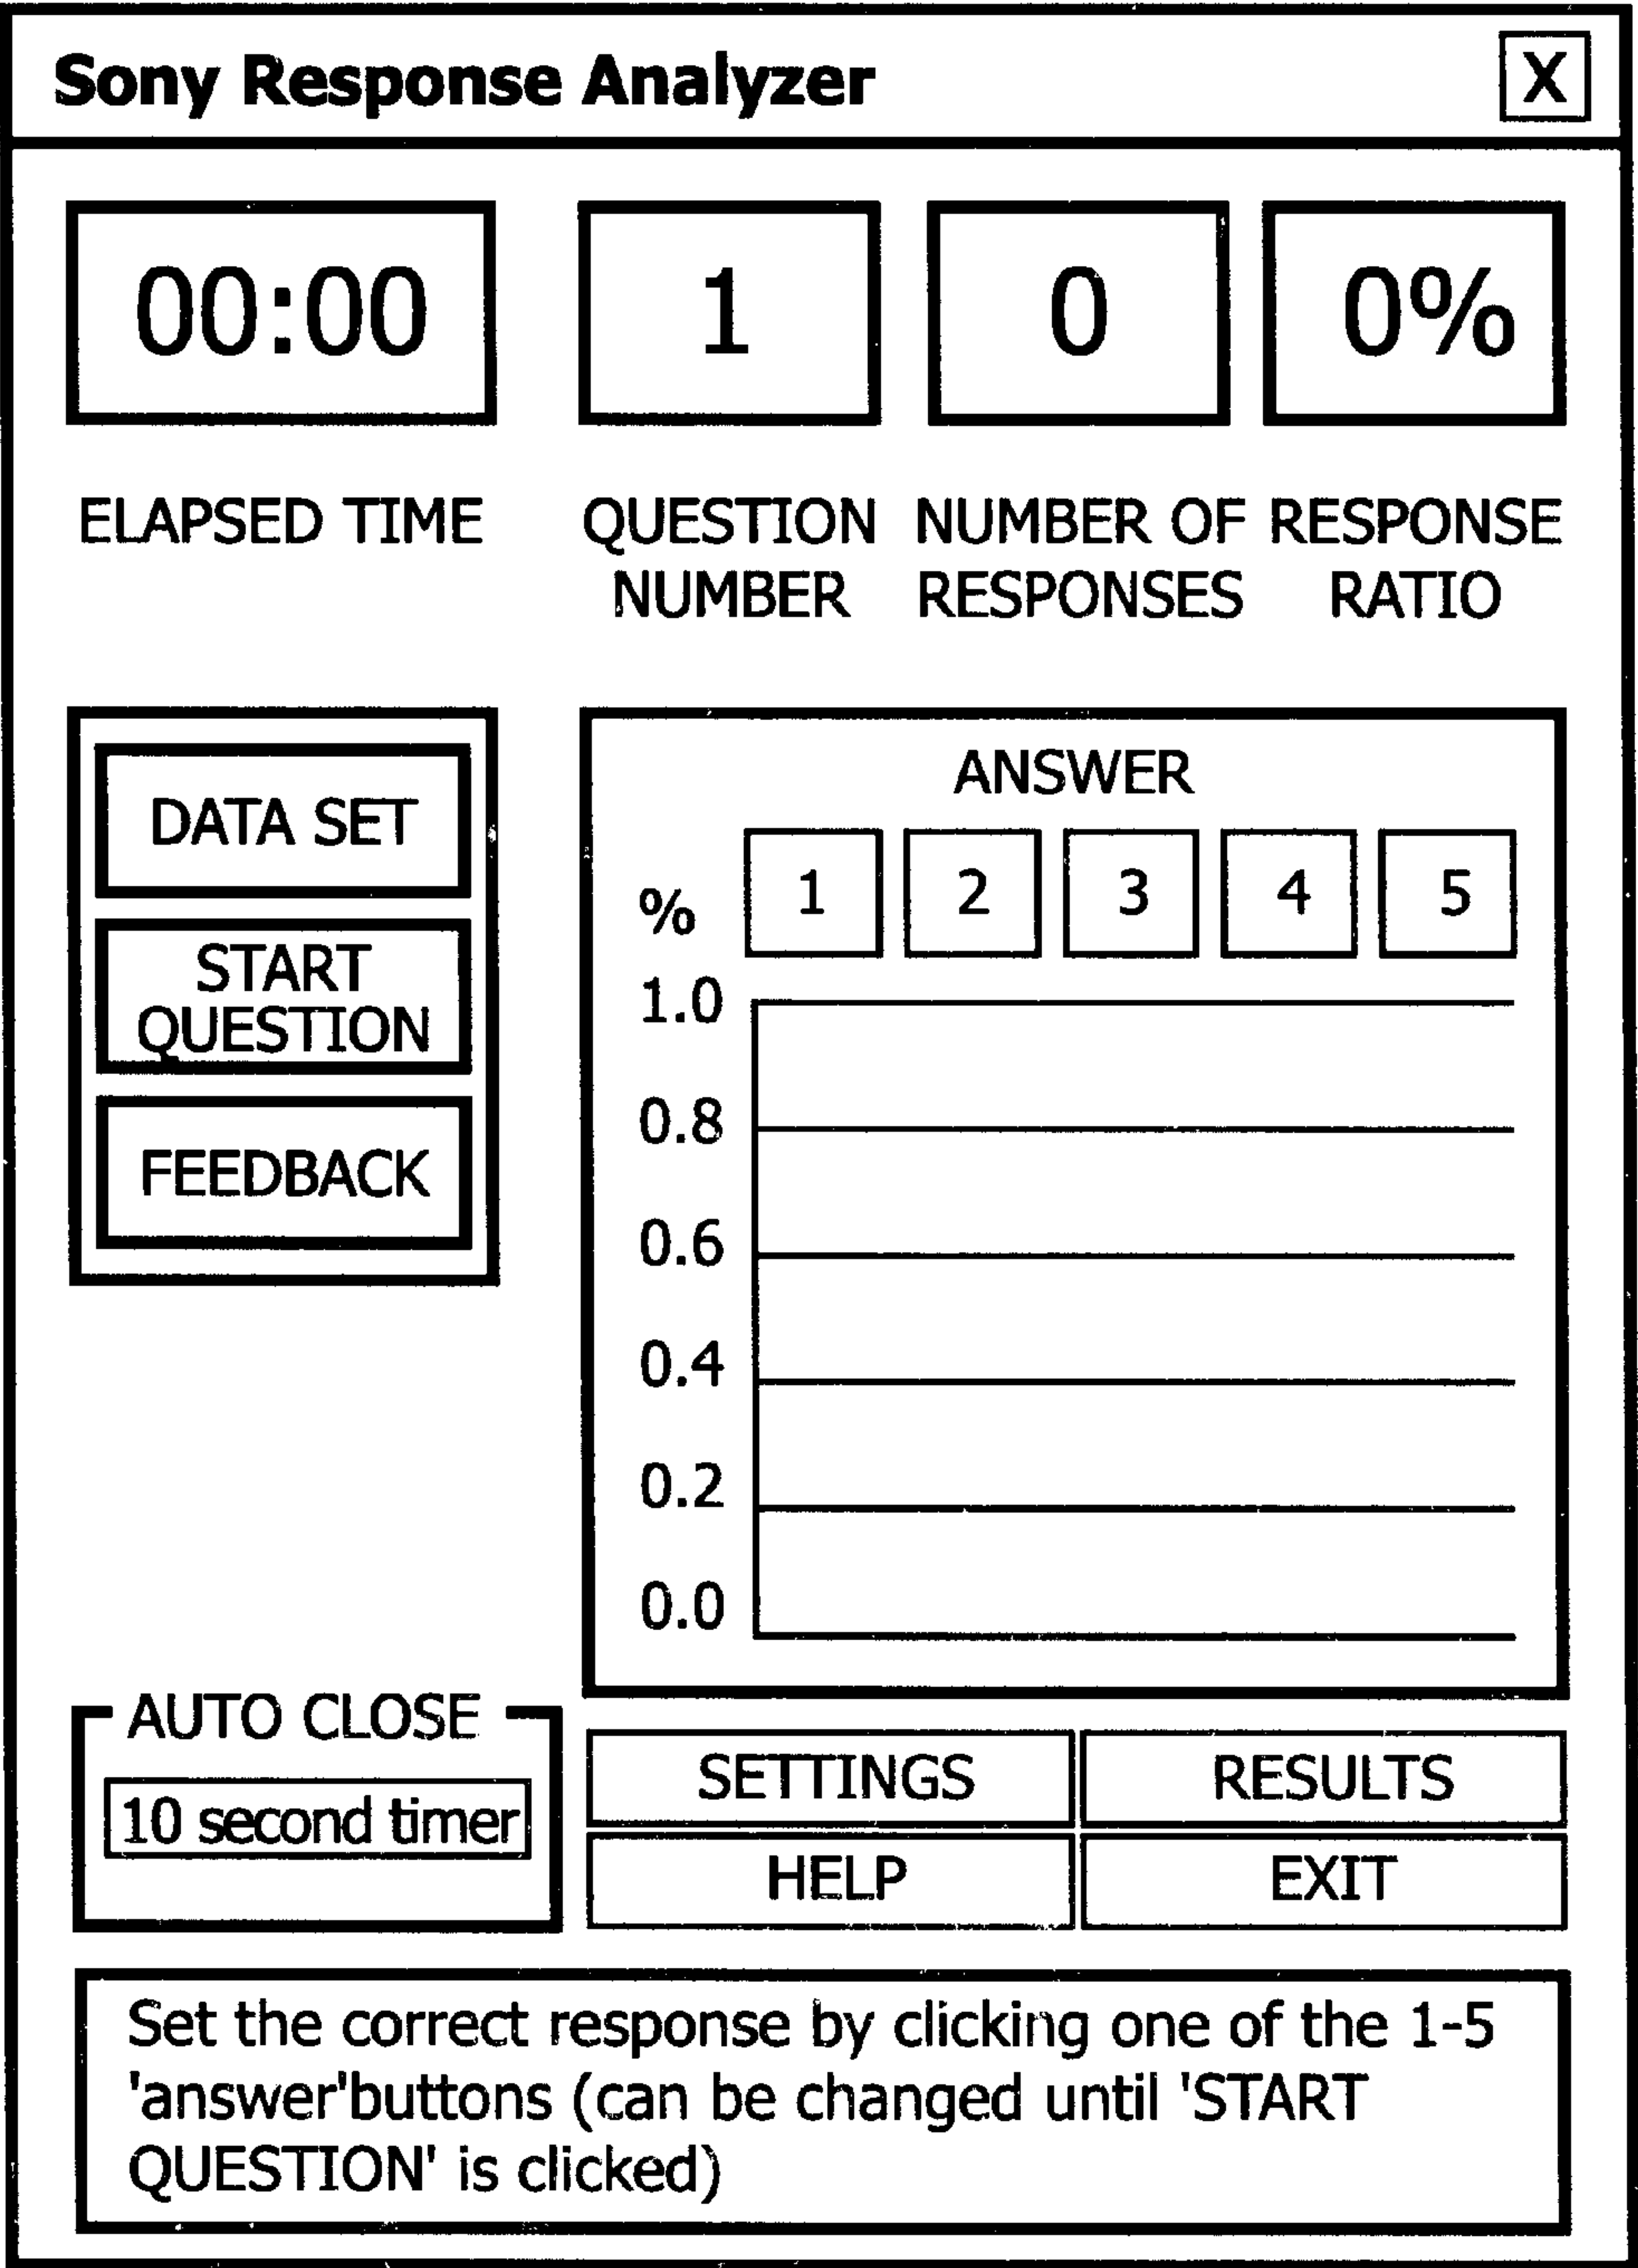 Sony Response Analyzer X
00:00 1 0 0%
ELAPSED TIME QUESTION NUMBER OF RESPONSE
NUMBER RESPONSES RATIO
DATA SET
START
QUESTION
FEEDBACK
ANSWER
% 1 2 3 4 5
1.0
0.8
0.6
0.4
0.2
0.0
AUTO CLOSE
10 second timer
SETTINGS RESULTS
HELP EXIT
Set the correct response by clicking one of the 1-5
'answer'buttons (can be changed until 'START
QUESTION' is clicked)